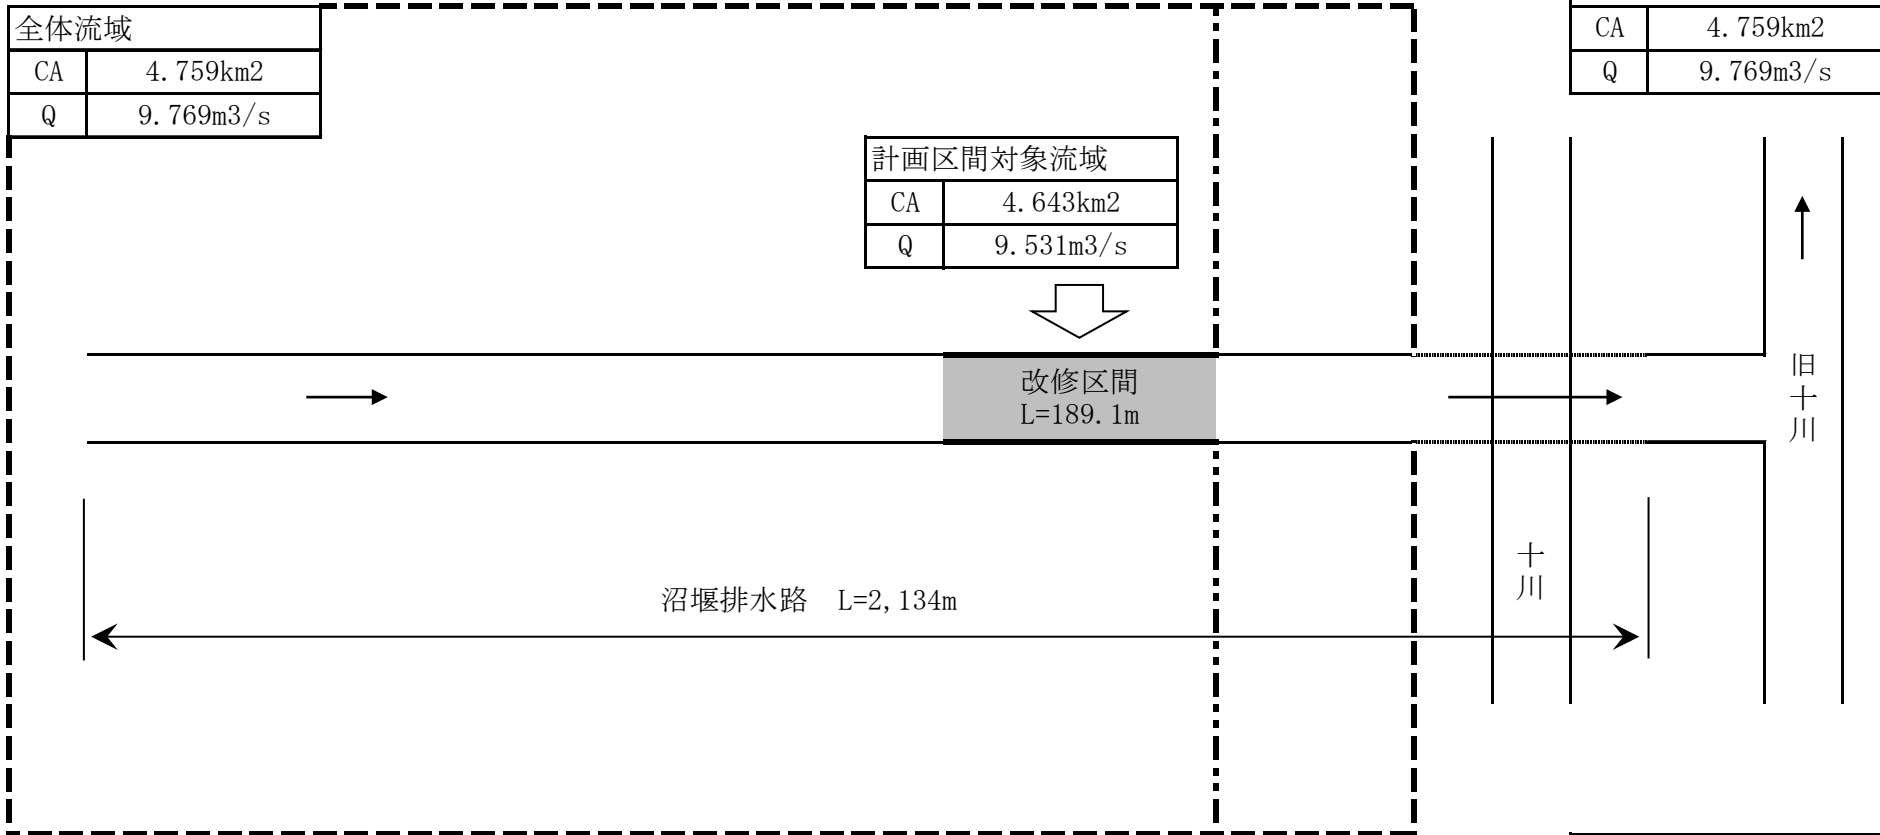 全体流域
CA 4.759km2
Q 9.769m3/s
CA 4.759km2
Q 9.769m3/s
計画区間対象流域
CA 4.643km2
Q 9.531m3/s
改修区間
L=189.1m
旧十川
十川
沼堰排水路 L=2,134m